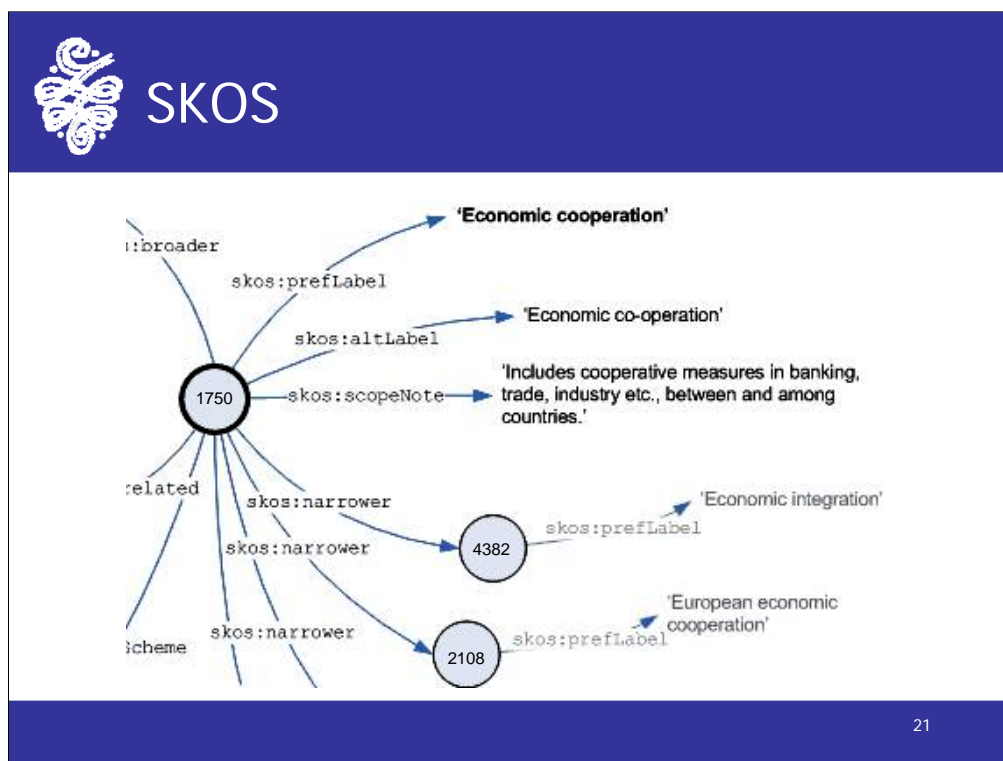 SKOS
'Economic cooperation'
s:broader
skos:prefLabel
'Economic co-operation'
skos:altLabel
'Includes cooperative measures in banking,
trade, industry etc., between and among
countries.'
1750
skos:scopeNote
related
skos:narrower
'Economic integration'
skos:prefLabel
skos:narrower
4382
'European economic
cooperation'
skos:narrower
skos:prefLabel
Scheme
2108
21